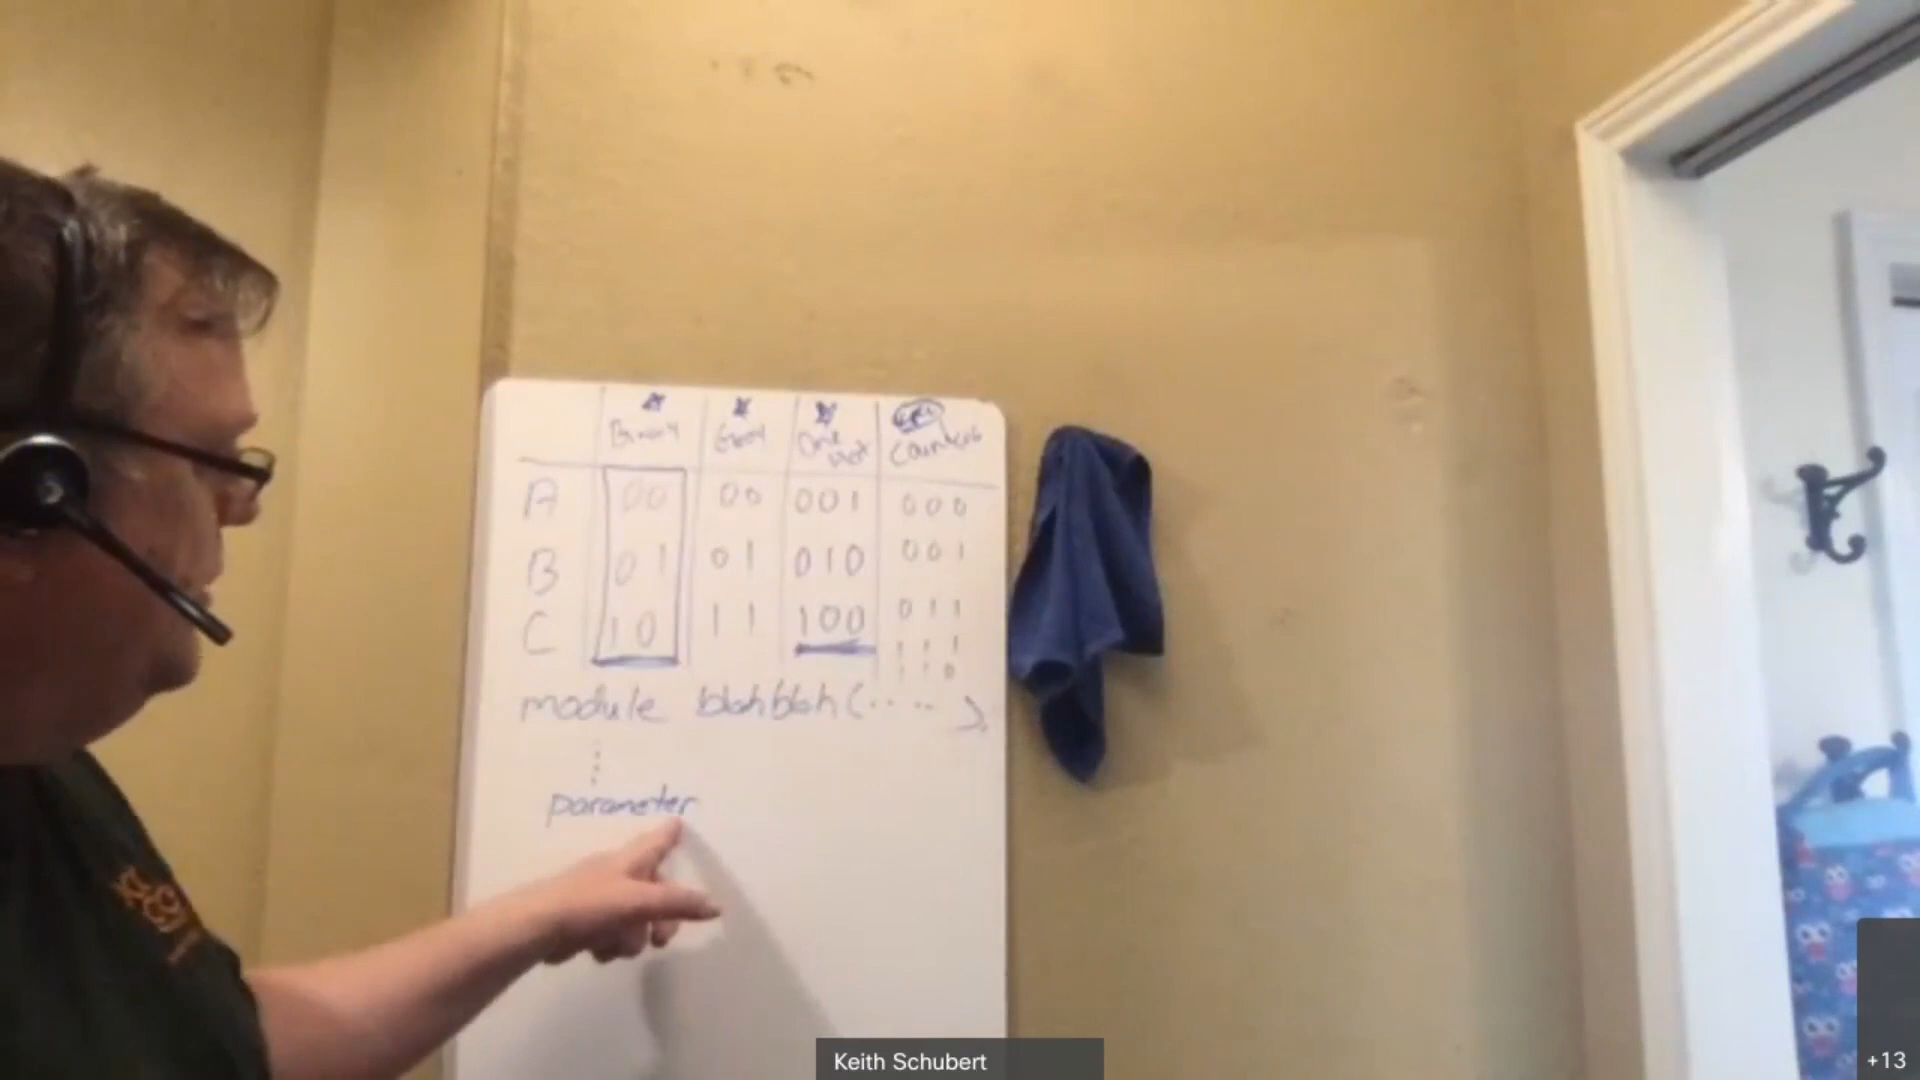 Binary Gray One Hot
A 00 00 001 000
B 01 01 010 001
C 10 11 100 011
111
110
module blahblah(.....);
parameter
Keith Schubert
+13